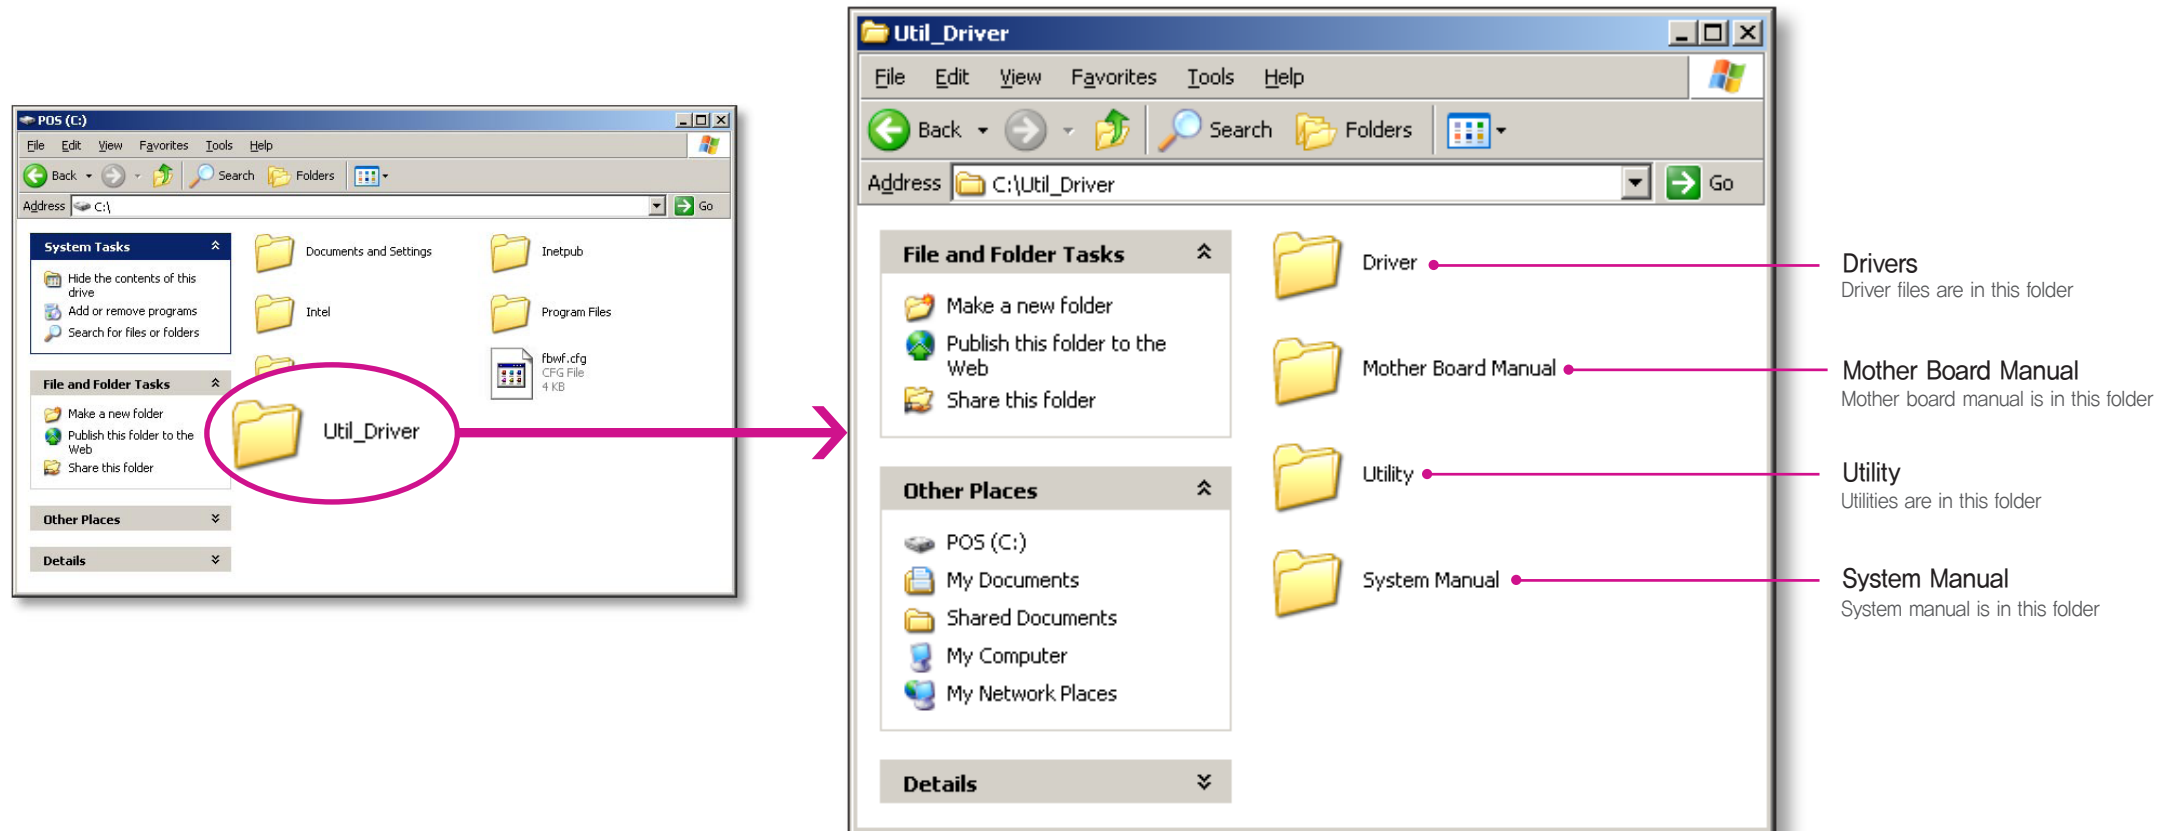 POS (C:)
File Edit View Favorites Tools Help
Back Search Folders
Address C:\ Go
System Tasks
Hide the contents of this
drive
Add or remove programs
Search for files or folders
File and Folder Tasks
Make a new folder
Publish this folder to the
Web
Share this folder
Other Places
Details
Documents and Settings
Inetpub
Intel
Program Files
fbwf.cfg
CFG File
4 KB
Util_Driver
Util_Driver
File Edit View Favorites Tools Help
Back Search Folders
Address C:\Util_Driver Go
File and Folder Tasks
Make a new folder
Publish this folder to the
Web
Share this folder
Other Places
POS (C:)
My Documents
Shared Documents
My Computer
My Network Places
Details
Driver
Mother Board Manual
Utility
System Manual
Drivers
Driver files are in this folder
Mother Board Manual
Mother board manual is in this folder
Utility
Utilities are in this folder
System Manual
System manual is in this folder